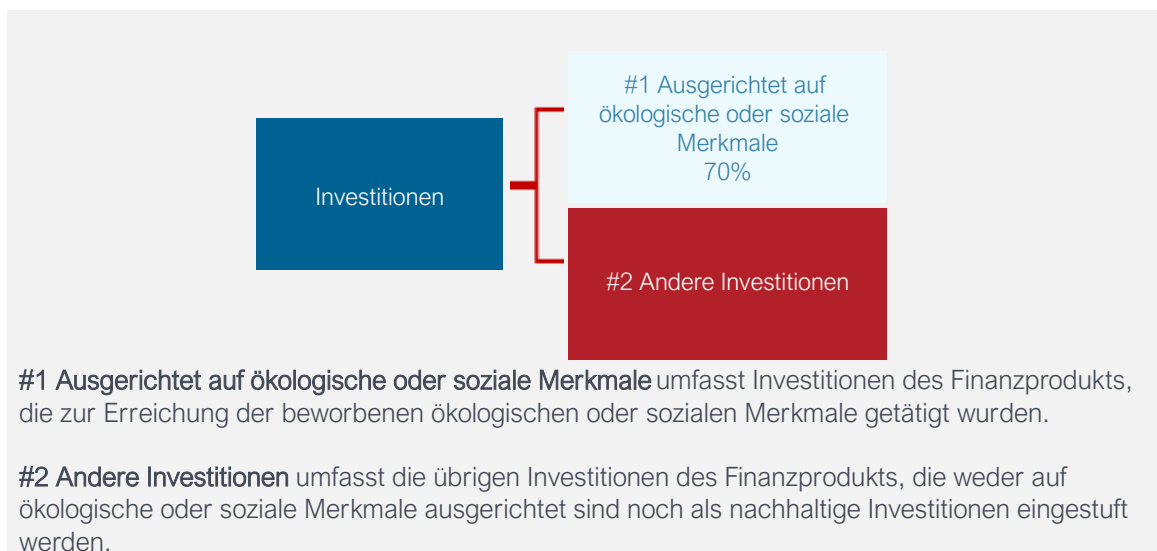 #1 Ausgerichtet auf
ökologische oder soziale
Merkmale
70%
Investitionen
#2 Andere Investitionen
#1 Ausgerichtet auf ökologische oder soziale Merkmale umfasst Investitionen des Finanzprodukts,
die zur Erreichung der beworbenen ökologischen oder sozialen Merkmale getätigt wurden.
#2 Andere Investitionen umfasst die übrigen Investitionen des Finanzprodukts, die weder auf
ökologische oder soziale Merkmale ausgerichtet sind noch als nachhaltige Investitionen eingestuft
werden.